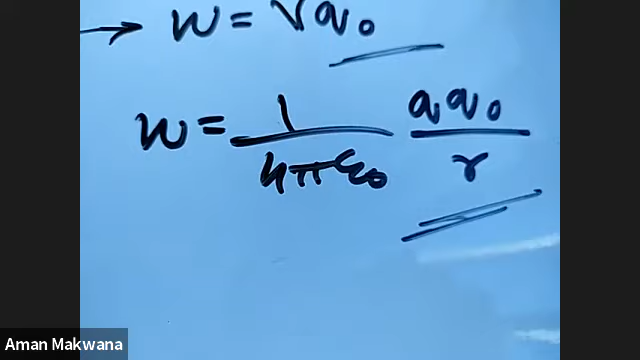 → W = Vq₀
W = 1/4πε₀ qq₀/r
Aman Makwana